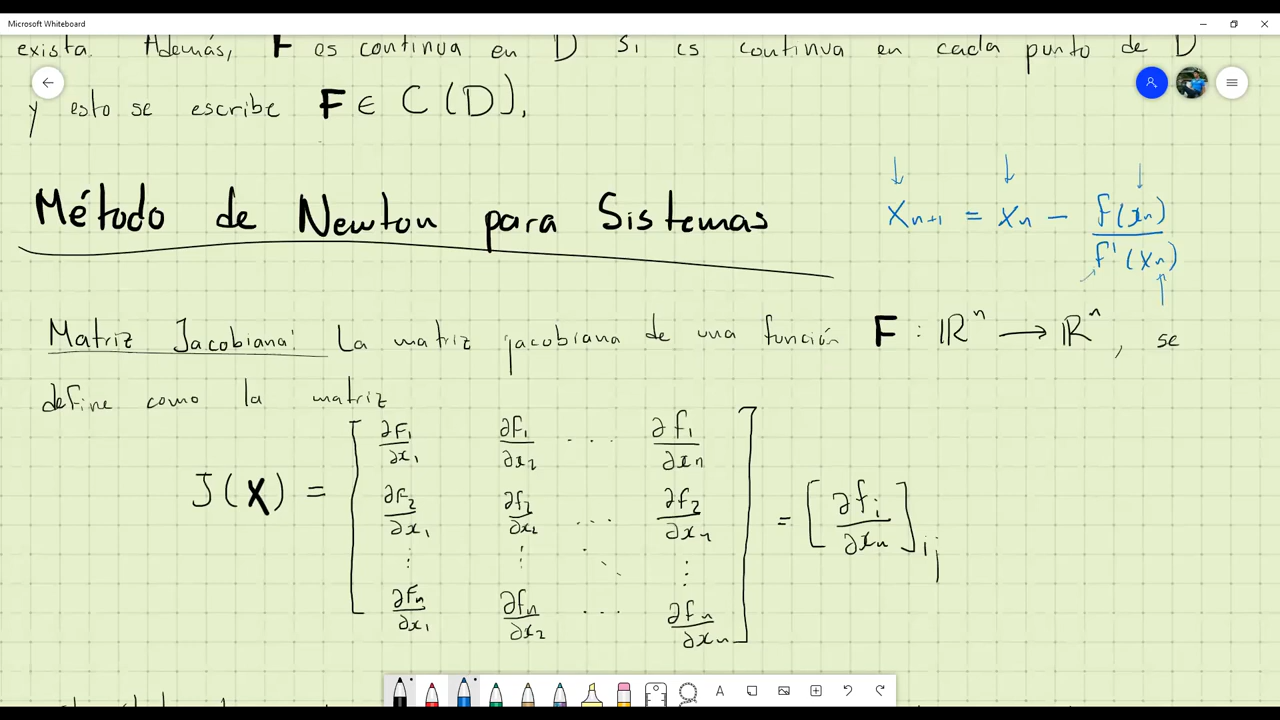 Microsoft Whiteboard
exista. Además, F es continua en D si es continua en cada punto de D
y esto se escribe F ∈ C(D).
Método de Newton para Sistemas
Xn+1 = Xn - f(xn) / f'(xn)
Matriz Jacobiana: La matriz jacobiana de una función F : ℝⁿ → ℝⁿ, se
define como la matriz
J(X) = [ ∂F1/∂x1 ∂F1/∂x2 ... ∂f1/∂xn
∂F2/∂x1 ∂f2/∂x2 ... ∂f2/∂xn
⋮ ⋮ ⋱ ⋮
∂Fn/∂x1 ∂fn/∂x2 ... ∂fn/∂xn ] = [ ∂fi/∂xn ]ij